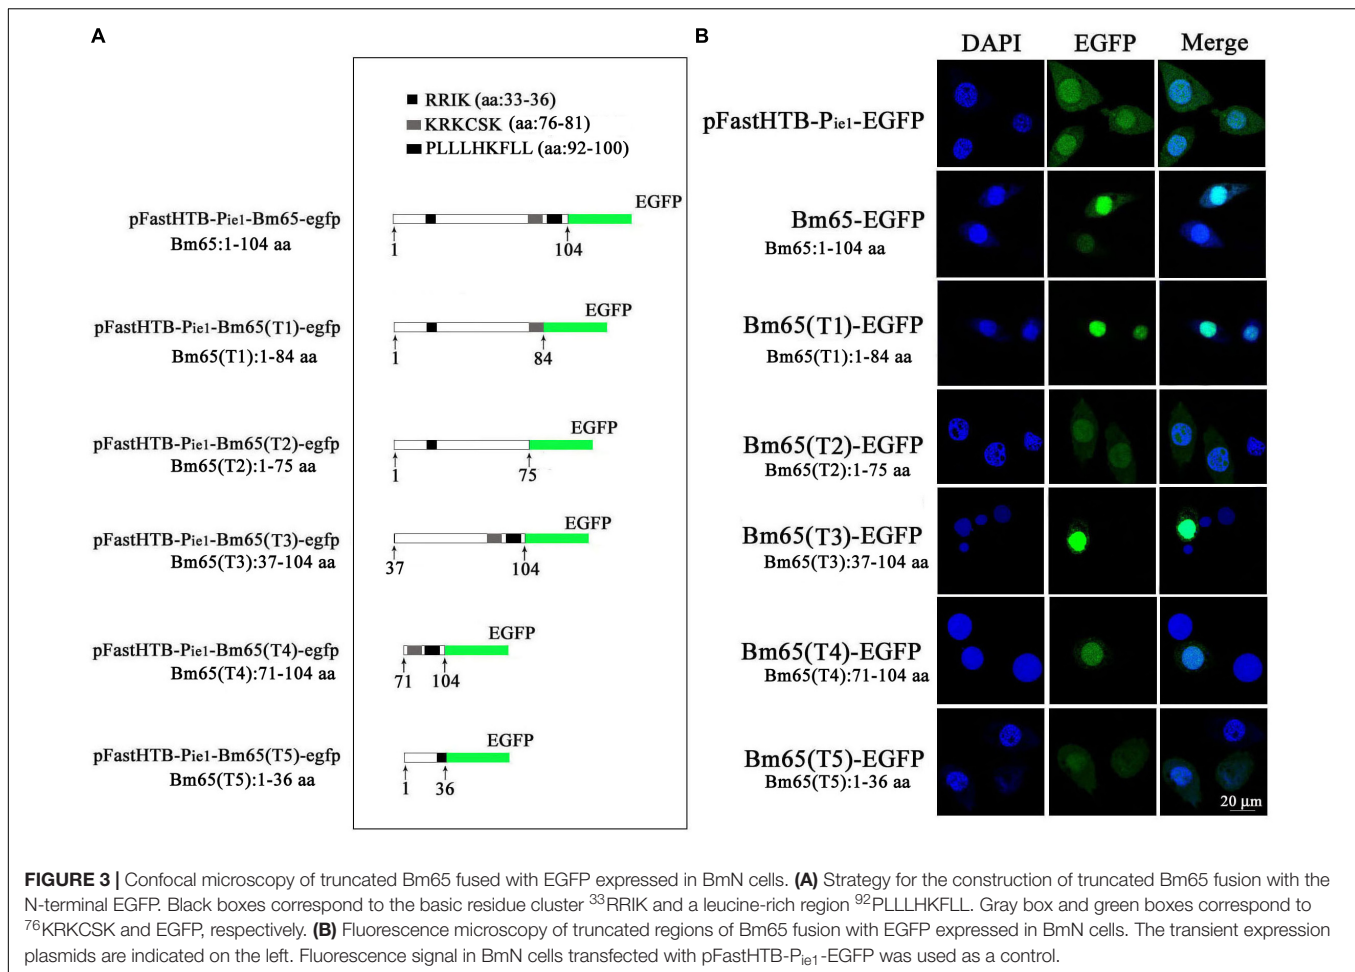 A
RRIK (aa:33-36)
KRKCSK (aa:76-81)
PLLLHKFLL (aa:92-100)
pFastHTB-Pie1-Bm65-egfp
Bm65:1-104 aa
EGFP
1
104
pFastHTB-Pie1-Bm65(T1)-egfp
Bm65(T1):1-84 aa
EGFP
1
84
pFastHTB-Pie1-Bm65(T2)-egfp
Bm65(T2):1-75 aa
EGFP
1
75
pFastHTB-Pie1-Bm65(T3)-egfp
Bm65(T3):37-104 aa
EGFP
37
104
pFastHTB-Pie1-Bm65(T4)-egfp
Bm65(T4):71-104 aa
EGFP
71
104
pFastHTB-Pie1-Bm65(T5)-egfp
Bm65(T5):1-36 aa
EGFP
1
36
B
DAPI EGFP Merge
pFastHTB-Pie1-EGFP
Bm65-EGFP
Bm65:1-104 aa
Bm65(T1)-EGFP
Bm65(T1):1-84 aa
Bm65(T2)-EGFP
Bm65(T2):1-75 aa
Bm65(T3)-EGFP
Bm65(T3):37-104 aa
Bm65(T4)-EGFP
Bm65(T4):71-104 aa
Bm65(T5)-EGFP
Bm65(T5):1-36 aa
20 μm
FIGURE 3 | Confocal microscopy of truncated Bm65 fused with EGFP expressed in BmN cells. (A) Strategy for the construction of truncated Bm65 fusion with the
N-terminal EGFP. Black boxes correspond to the basic residue cluster 33RRIK and a leucine-rich region 92PLLLHKFLL. Gray box and green boxes correspond to
76KRKCSK and EGFP, respectively. (B) Fluorescence microscopy of truncated regions of Bm65 fusion with EGFP expressed in BmN cells. The transient expression
plasmids are indicated on the left. Fluorescence signal in BmN cells transfected with pFastHTB-Pie1-EGFP was used as a control.